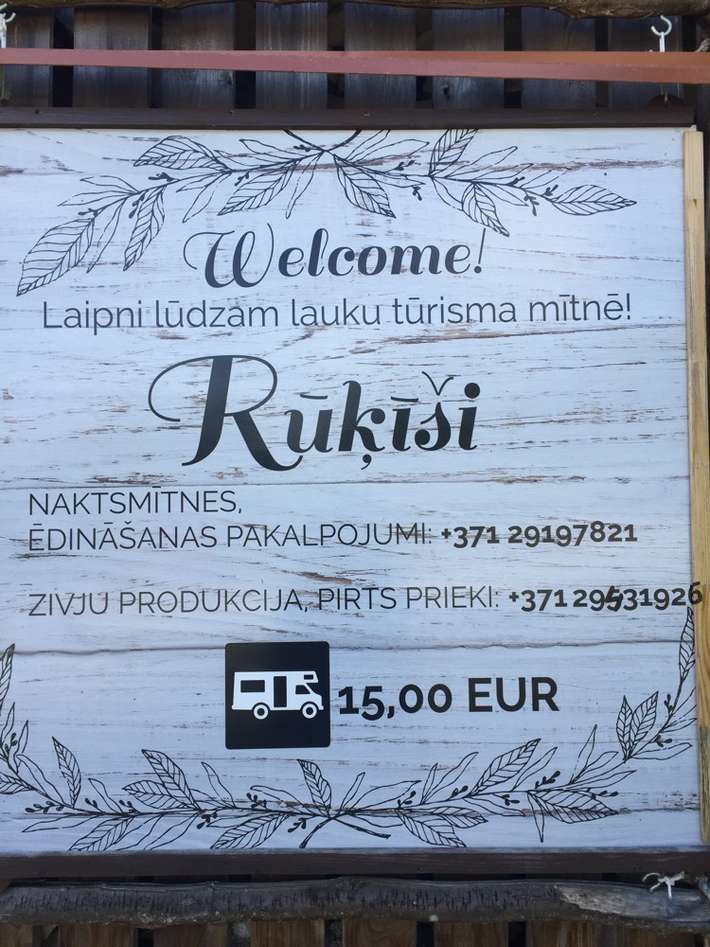 Welcome!
Laipni lūdzam lauku tūrisma mītnē!
Rūķīši
NAKTSMĪTNES,
ĒDINĀŠANAS PAKALPOJUMI: +371 29197821
ZIVJU PRODUKCIJA, PIRTS PRIEKI: +371
15,00 EUR